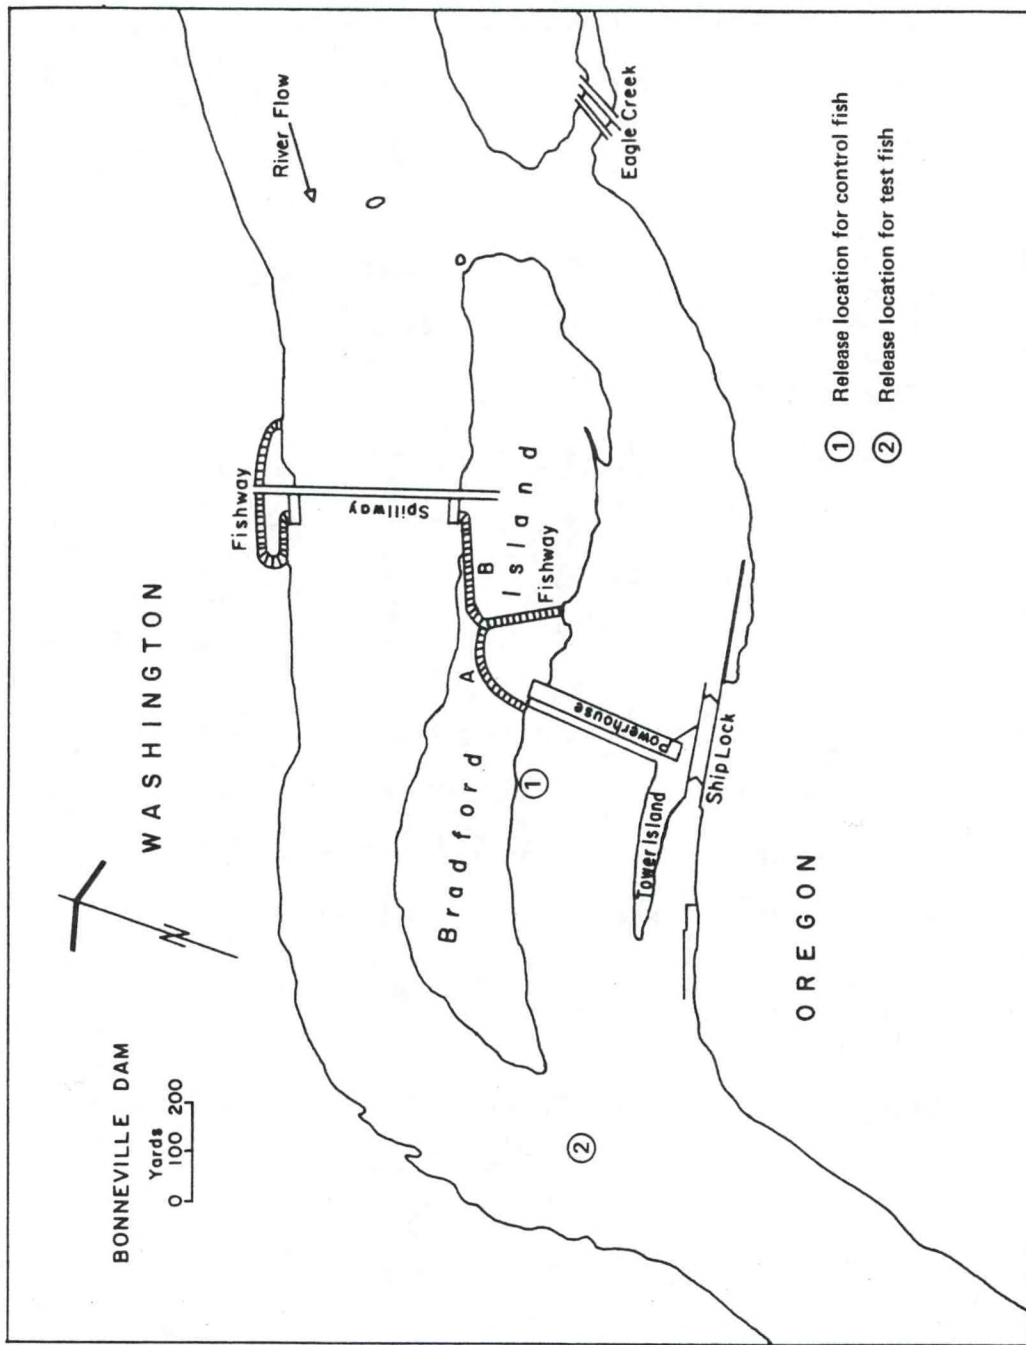 BONNEVILLE DAM
Yards
0 100 200
N
WASHINGTON
Fishway
River Flow
Spillway
Bradford
Island
A
B
Fishway
Powerhouse
1
2
Tower Island
Ship Lock
Eagle Creek
OREGON
1 Release location for control fish
2 Release location for test fish